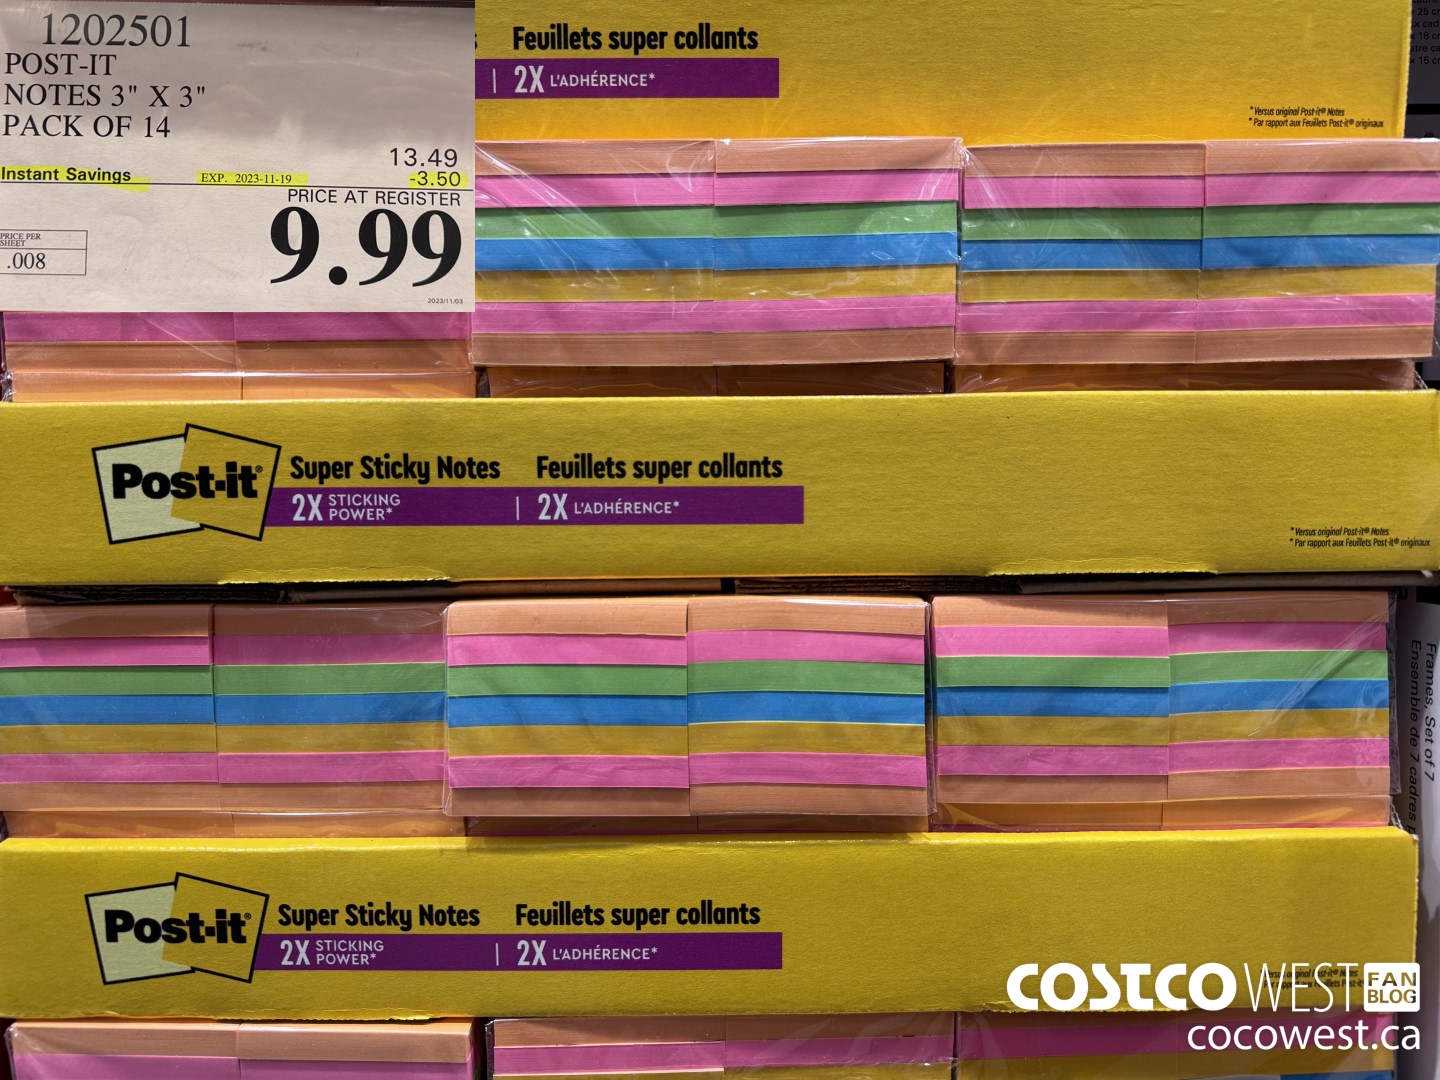 1202501
POST-IT
NOTES 3" X 3"
PACK OF 14
13.49
Instant Savings EXP. 2023-11-19 -3.50
PRICE AT REGISTER
9.99
PRICE PER
SHEET
.008
2023/11/03
Feuillets super collants
| 2X L'ADHÉRENCE*
*Versus original Post-it® Notes
*Par rapport aux Feuillets Post-it® originaux
Post-it® Super Sticky Notes Feuillets super collants
2X STICKING POWER* | 2X L'ADHÉRENCE*
*Versus original Post-it® Notes
*Par rapport aux Feuillets Post-it® originaux
Frames, Set of 7
Ensemble de 7 cadres
Post-it® Super Sticky Notes Feuillets super collants
2X STICKING POWER* | 2X L'ADHÉRENCE*
COSTCO WEST FAN BLOG
cocowest.ca